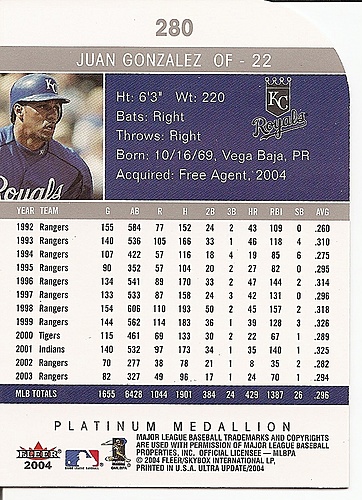 280
JUAN GONZALEZ OF - 22
KC
Royals
Ht: 6'3" Wt: 220
Bats: Right
Throws: Right
Born: 10/16/69, Vega Baja, PR
Acquired: Free Agent, 2004
KC
Royals
YEAR TEAM G AB R H 2B 3B HR RBI SB AVG
1992 Rangers 155 584 77 152 24 2 43 109 0 .260
1993 Rangers 140 536 105 166 33 1 46 118 4 .310
1994 Rangers 107 422 57 116 18 4 19 85 6 .275
1995 Rangers 90 352 57 104 20 2 27 82 0 .295
1996 Rangers 134 541 89 170 33 2 47 144 2 .314
1997 Rangers 133 533 87 158 24 3 42 131 0 .296
1998 Rangers 154 606 110 193 50 2 45 157 2 .318
1999 Rangers 144 562 114 183 36 1 39 128 3 .326
2000 Tigers 115 461 69 133 30 2 22 67 1 .289
2001 Indians 140 532 97 173 34 1 35 140 1 .325
2002 Rangers 70 277 38 78 21 1 8 35 2 .282
2003 Rangers 82 327 49 96 17 1 24 70 1 .294
MLB TOTALS 1655 6428 1044 1901 384 24 429 1387 26 .296
PLATINUM MEDALLION
FLEER
2004
MAJOR LEAGUE BASEBALL TRADEMARKS AND COPYRIGHTS
ARE USED WITH PERMISSION OF MAJOR LEAGUE BASEBALL
PROPERTIES, INC. OFFICIAL LICENSEE — MLBPA
© 2004 FLEER/SKYBOX INTERNATIONAL LP,
PRINTED IN U.S.A. ULTRA UPDATE/2004